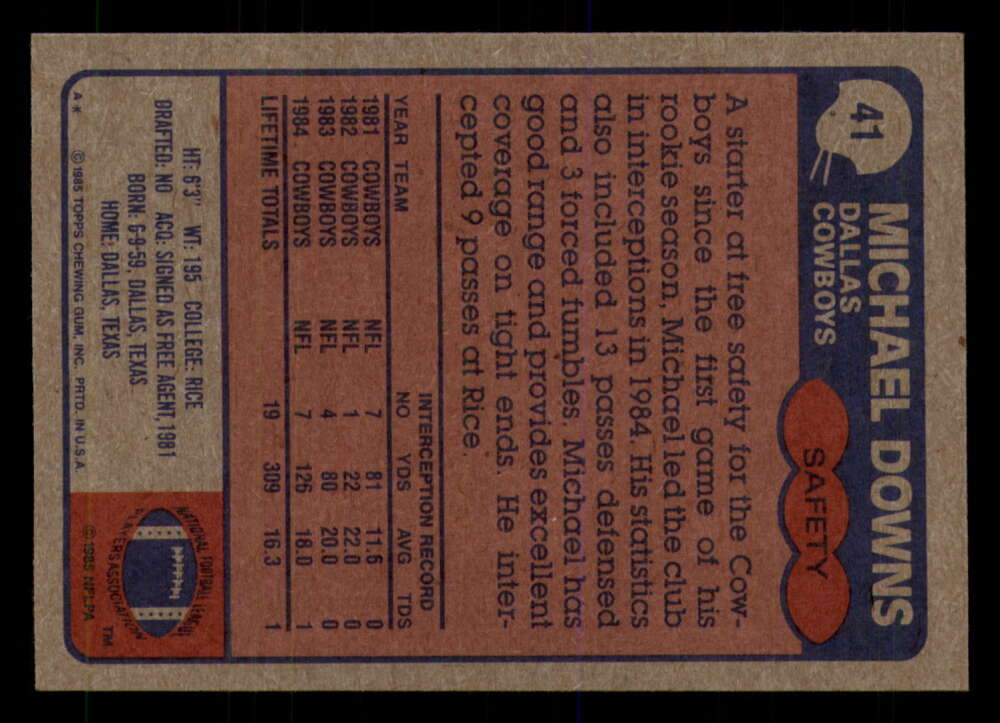 41
MICHAEL DOWNS
DALLAS
COWBOYS
SAFETY
A starter at free safety for the Cow-
boys since the first game of his
rookie season, Michael led the club
in interceptions in 1984. His statistics
also included 13 passes defensed
and 3 forced fumbles. Michael has
good range and provides excellent
coverage on tight ends. He inter-
cepted 9 passes at Rice.
INTERCEPTION RECORD
YEAR TEAM NO YDS AVG TDS
1981 COWBOYS NFL 7 81 11.6 0
1982 COWBOYS NFL 1 22 22.0 0
1983 COWBOYS NFL 4 80 20.0 0
1984 COWBOYS NFL 7 126 18.0 1
LIFETIME TOTALS 19 309 16.3 1
HT: 6'3" WT: 195 COLLEGE: RICE
DRAFTED: NO ACQ: SIGNED AS FREE AGENT, 1981
BORN: 6-9-59, DALLAS, TEXAS
HOME: DALLAS, TEXAS
A* © 1985 TOPPS CHEWING GUM, INC. PRTD. IN U.S.A.
NATIONAL FOOTBALL LEAGUE
PLAYERS ASSOCIATION
TM
© 1985 NFLPA